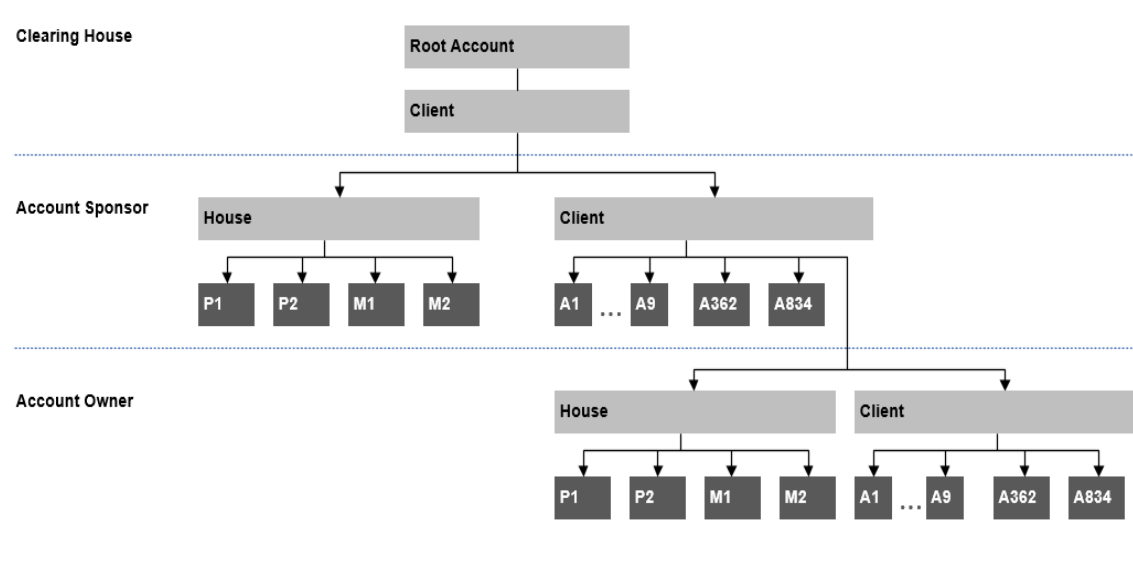 Clearing House
Root Account
Client
Account Sponsor
House
Client
P1
P2
M1
M2
A1
...
A9
A362
A834
Account Owner
House
Client
P1
P2
M1
M2
A1
...
A9
A362
A834